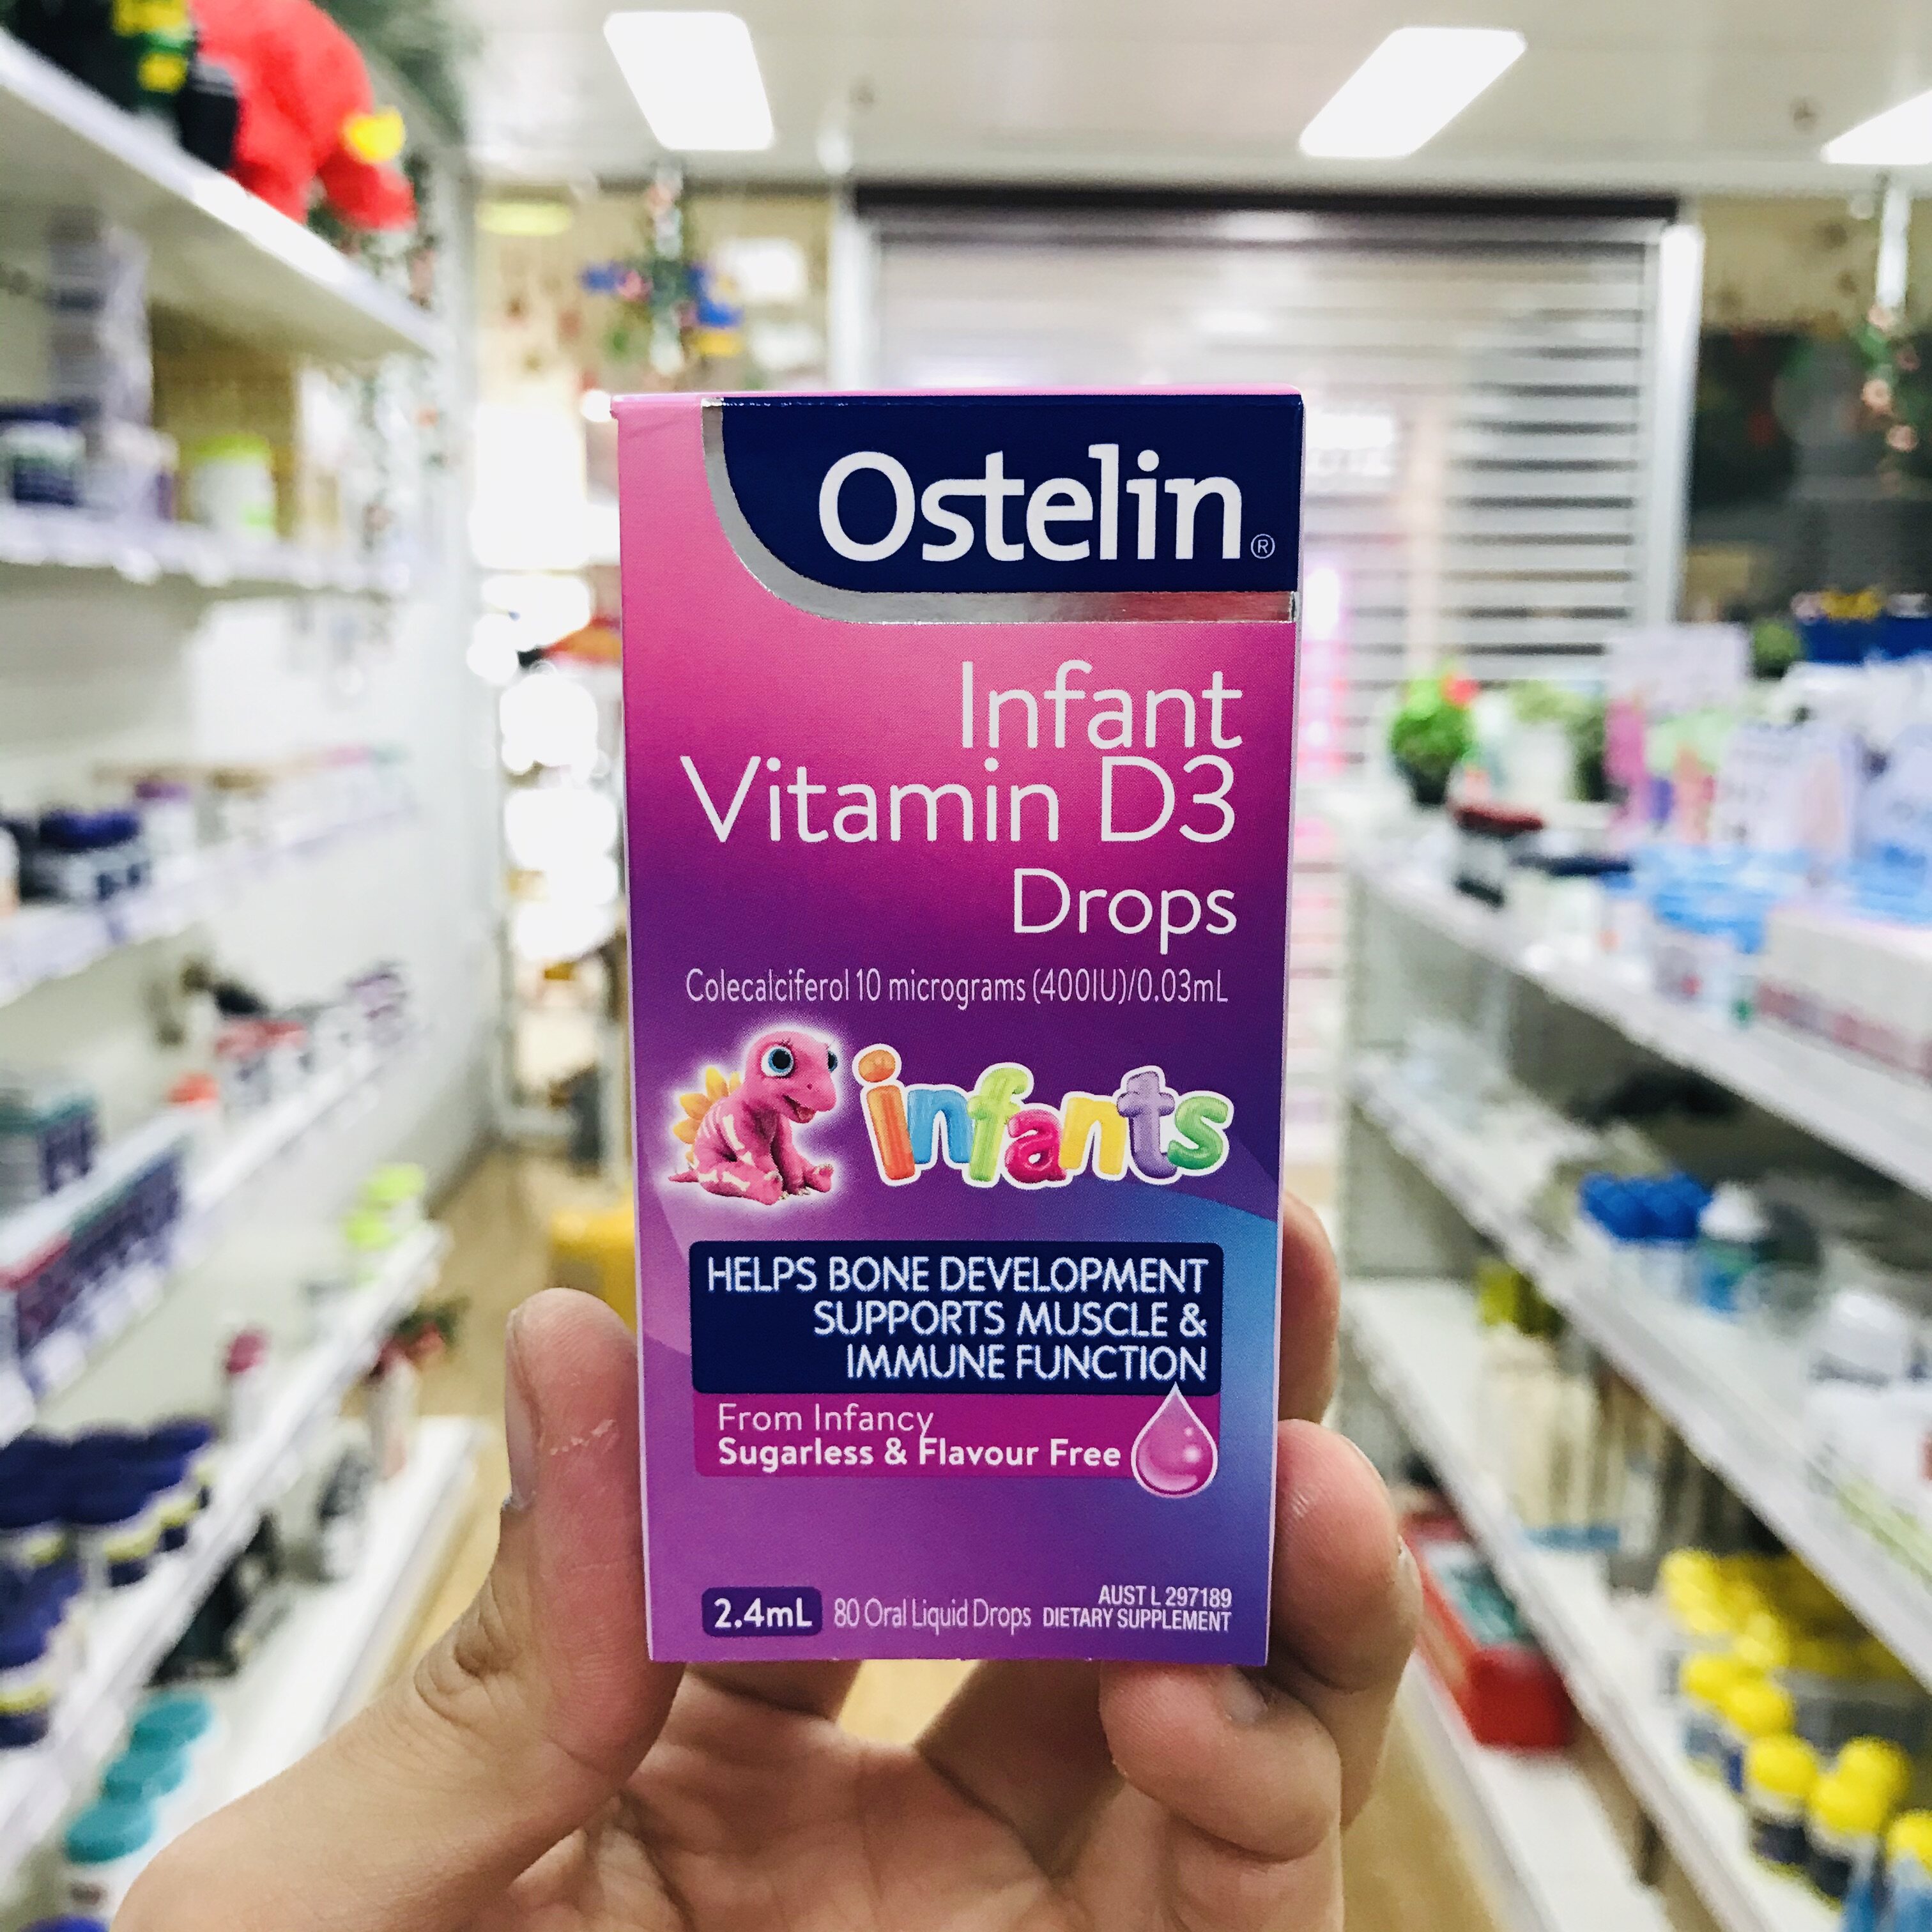 Ostelin®
Infant
Vitamin D3
Drops
Colecalciferol 10 micrograms (400IU)/0.03mL
infants
HELPS BONE DEVELOPMENT
SUPPORTS MUSCLE &
IMMUNE FUNCTION
From Infancy
Sugarless & Flavour Free
2.4mL 80 Oral Liquid Drops
AUST L 297189
DIETARY SUPPLEMENT